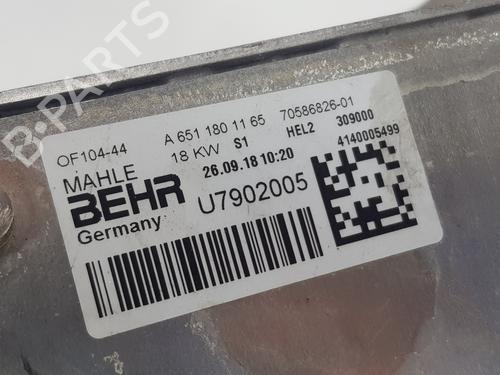 B-PARTS
OF104-44
A 651 180 11 65
70586826-01
MAHLE
18 KW S1
HEL2 309000
BEHR
26.09.18 10:20
4140005499
Germany
U7902005